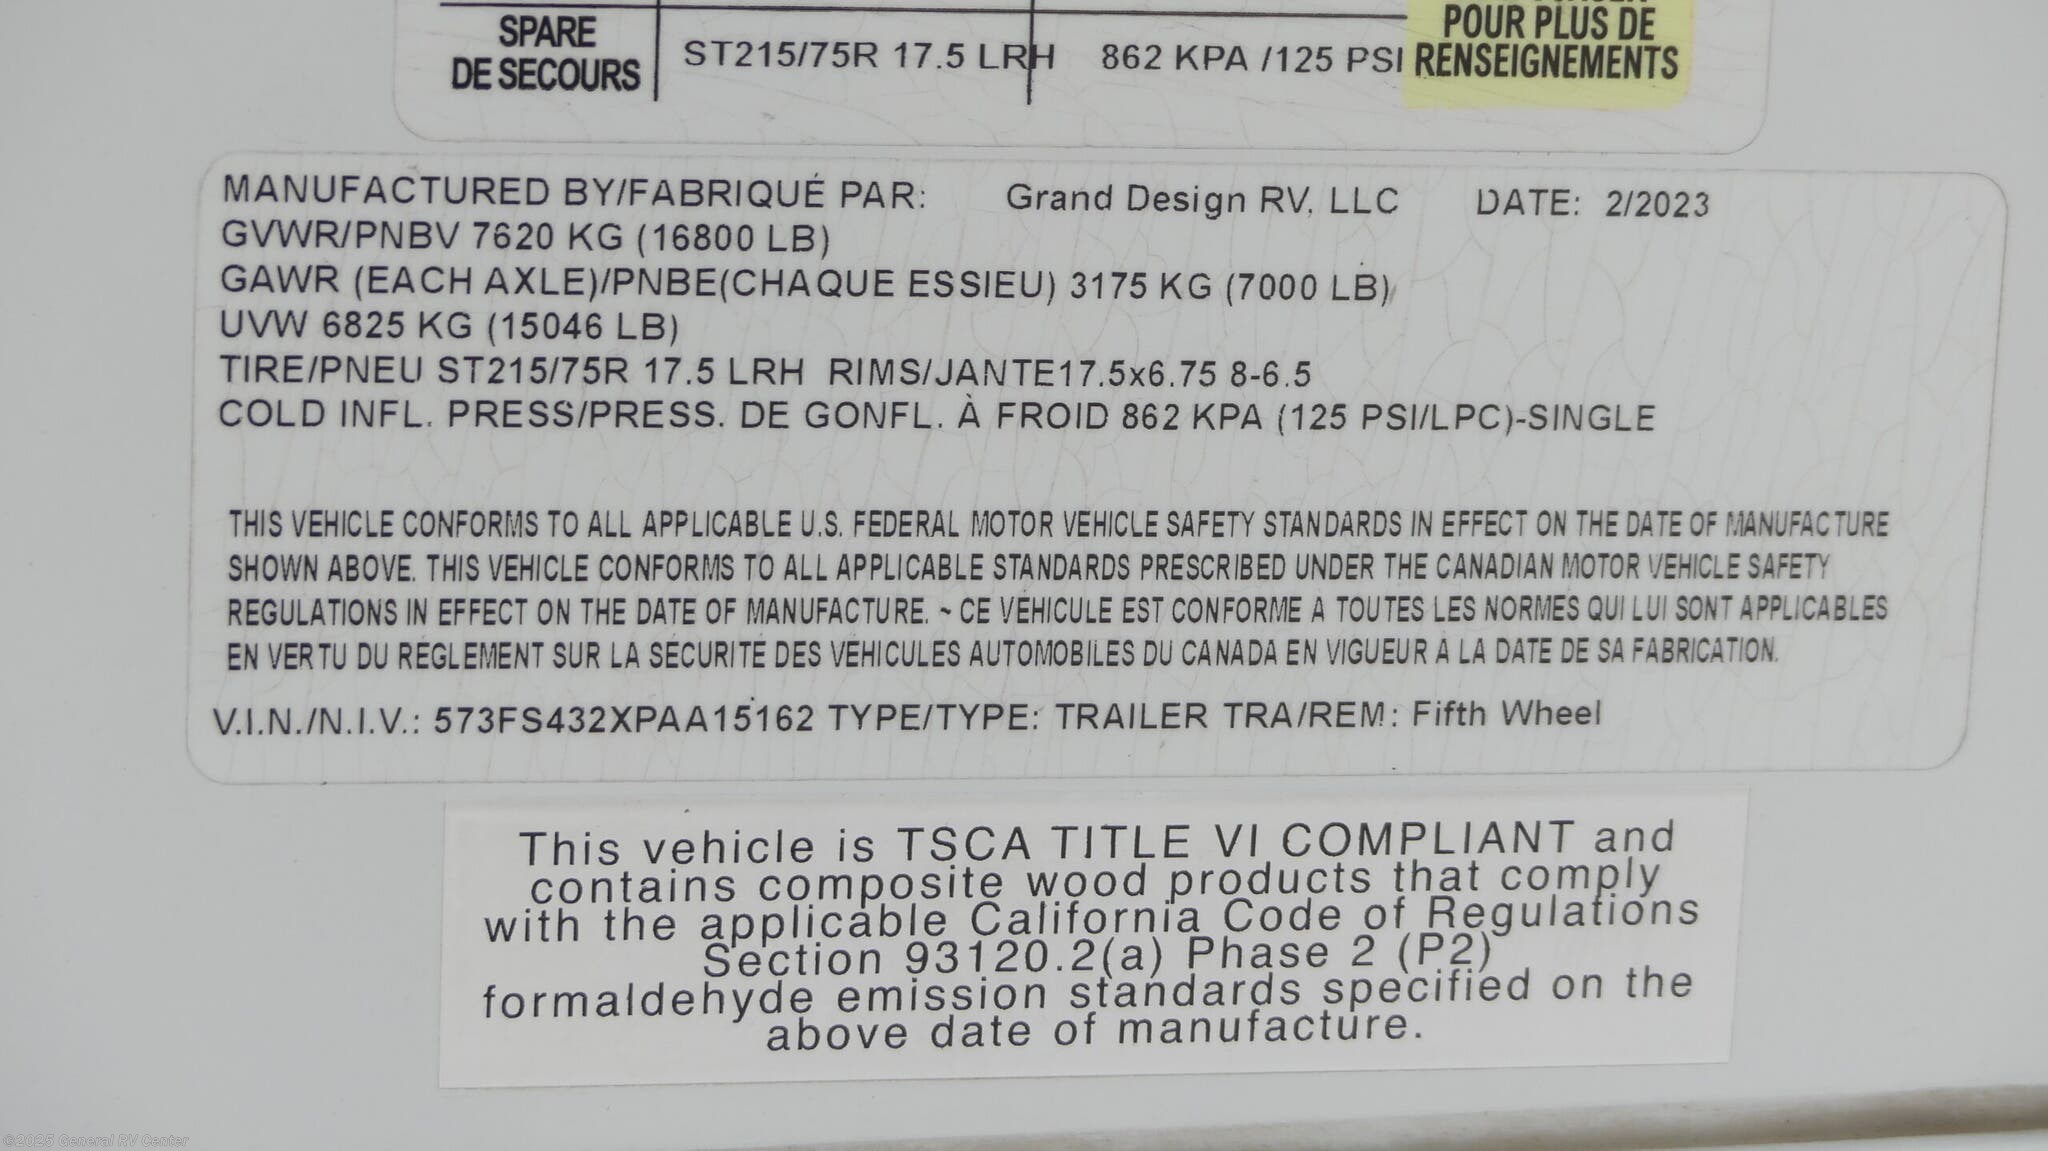 SPARE
DE SECOURS
ST215/75R 17.5 LRH
862 KPA /125 PSI
POUR PLUS DE
RENSEIGNEMENTS
MANUFACTURED BY/FABRIQUÉ PAR: Grand Design RV, LLC DATE: 2/2023
GVWR/PNBV 7620 KG (16800 LB)
GAWR (EACH AXLE)/PNBE(CHAQUE ESSIEU) 3175 KG (7000 LB)
UVW 6825 KG (15046 LB)
TIRE/PNEU ST215/75R 17.5 LRH RIMS/JANTE17.5x6.75 8-6.5
COLD INFL. PRESS/PRESS. DE GONFL. À FROID 862 KPA (125 PSI/LPC)-SINGLE
THIS VEHICLE CONFORMS TO ALL APPLICABLE U.S. FEDERAL MOTOR VEHICLE SAFETY STANDARDS IN EFFECT ON THE DATE OF MANUFACTURE
SHOWN ABOVE. THIS VEHICLE CONFORMS TO ALL APPLICABLE STANDARDS PRESCRIBED UNDER THE CANADIAN MOTOR VEHICLE SAFETY
REGULATIONS IN EFFECT ON THE DATE OF MANUFACTURE. ~ CE VÉHICULE EST CONFORME A TOUTES LES NORMES QUI LUI SONT APPLICABLES
EN VERTU DU RÈGLEMENT SUR LA SÉCURITÉ DES VÉHICULES AUTOMOBILES DU CANADA EN VIGUEUR A LA DATE DE SA FABRICATION.
V.I.N./N.I.V.: 573FS432XPAA15162 TYPE/TYPE: TRAILER TRA/REM: Fifth Wheel
This vehicle is TSCA TITLE VI COMPLIANT and
contains composite wood products that comply
with the applicable California Code of Regulations
Section 93120.2(a) Phase 2 (P2)
formaldehyde emission standards specified on the
above date of manufacture.
©2025 General RV Center